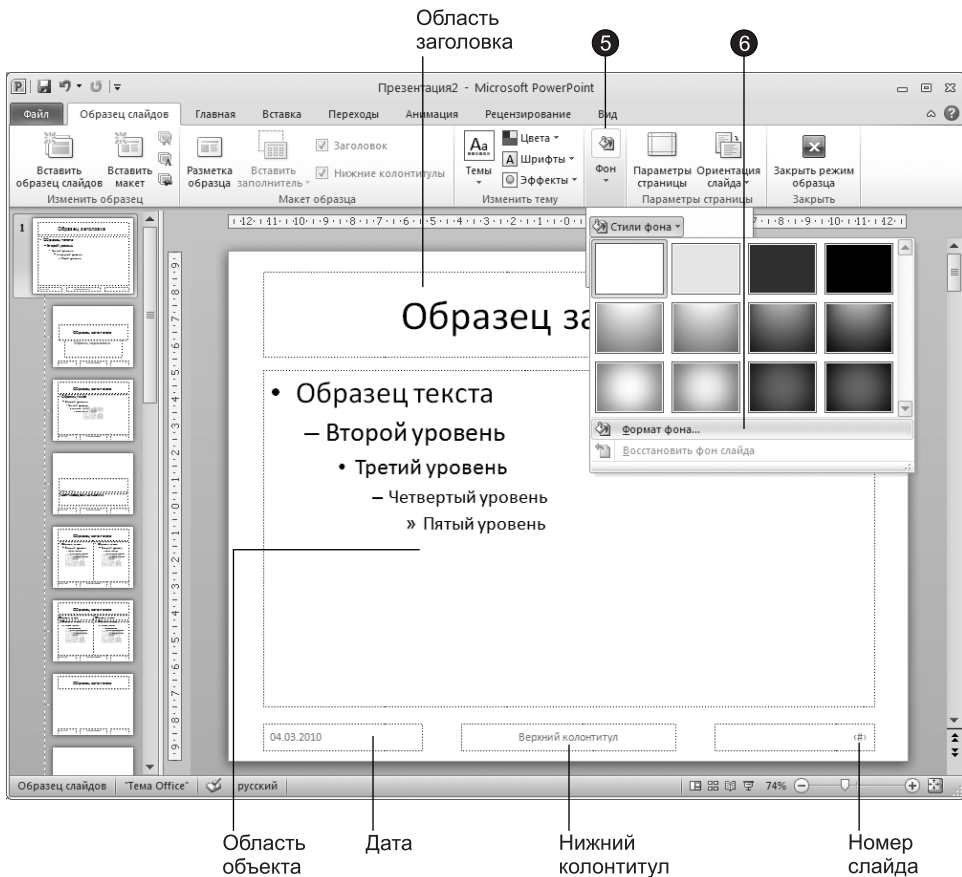 Область
заголовка
5
6
Презентация2 - Microsoft PowerPoint
Файл
Образец слайдов
Главная
Вставка
Переходы
Анимация
Рецензирование
Вид
Вставить
образец слайдов
Вставить
макет
Изменить образец
Разметка
образца
Вставить
заполнитель
Заголовок
Нижние колонтитулы
Макет образца
Aa
Темы
Цвета
Шрифты
Эффекты
Изменить тему
Фон
Параметры
страницы
Ориентация
слайда
Параметры страницы
Закрыть режим
образца
Закрыть
Стили фона
Формат фона...
Восстановить фон слайда
1
Образец за
• Образец текста
– Второй уровень
• Третий уровень
– Четвертый уровень
» Пятый уровень
04.03.2010
Верхний колонтитул
‹#›
Образец слайдов
"Тема Office"
русский
74%
Область
объекта
Дата
Нижний
колонтитул
Номер
слайда